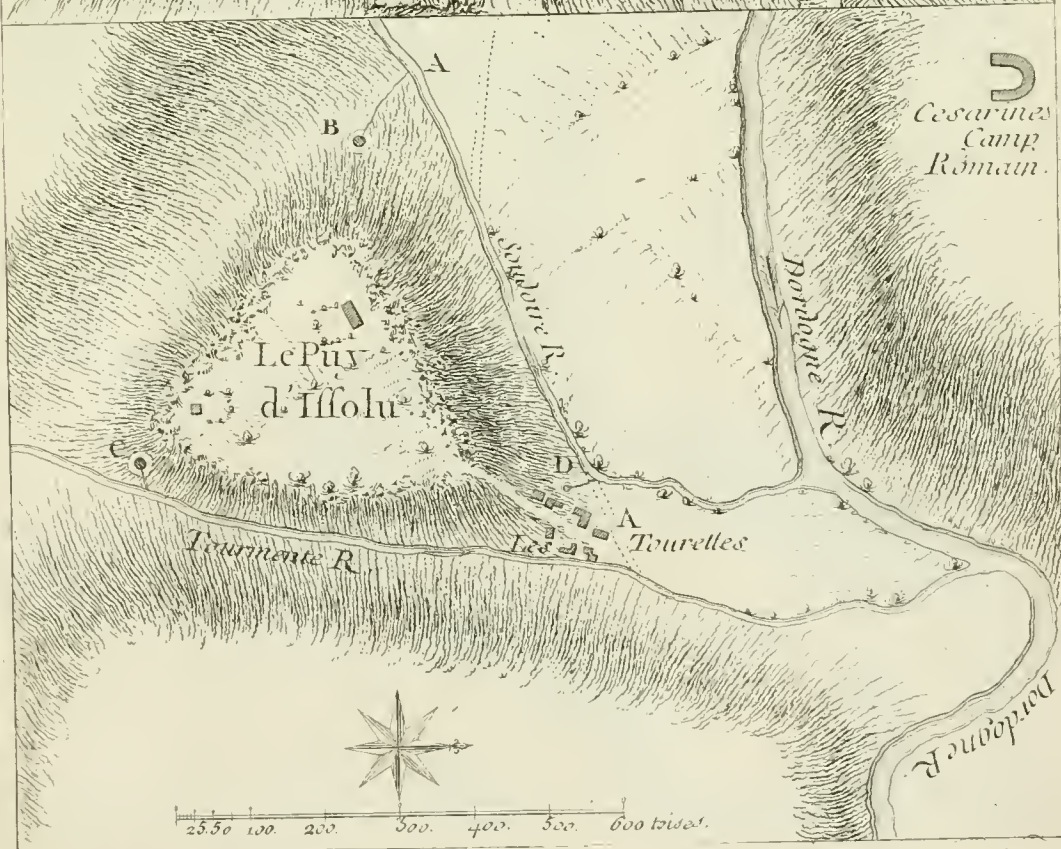 A
B
Cesarines
Camp
Romain.
Soudoire R.
Dordogne R.
Le Puy
d'Issolu
C
D
A
Les Tourelles
Tourmente R.
Dordogne R.
25.50 100. 200. 300. 400. 500. 600 toises.